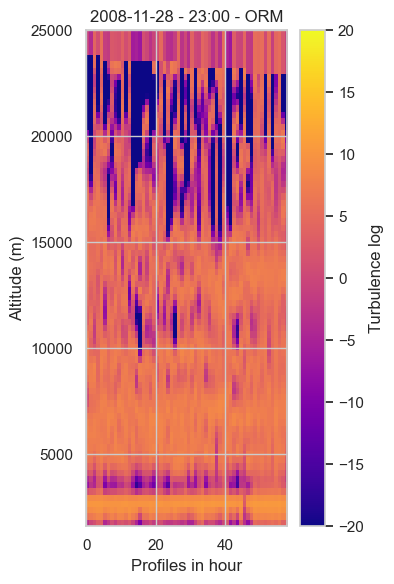 2008-11-28 - 23:00 - ORM
25000
20000
15000
10000
5000
Altitude (m)
0 20 40
Profiles in hour
20
15
10
5
0
−5
−10
−15
−20
Turbulence log